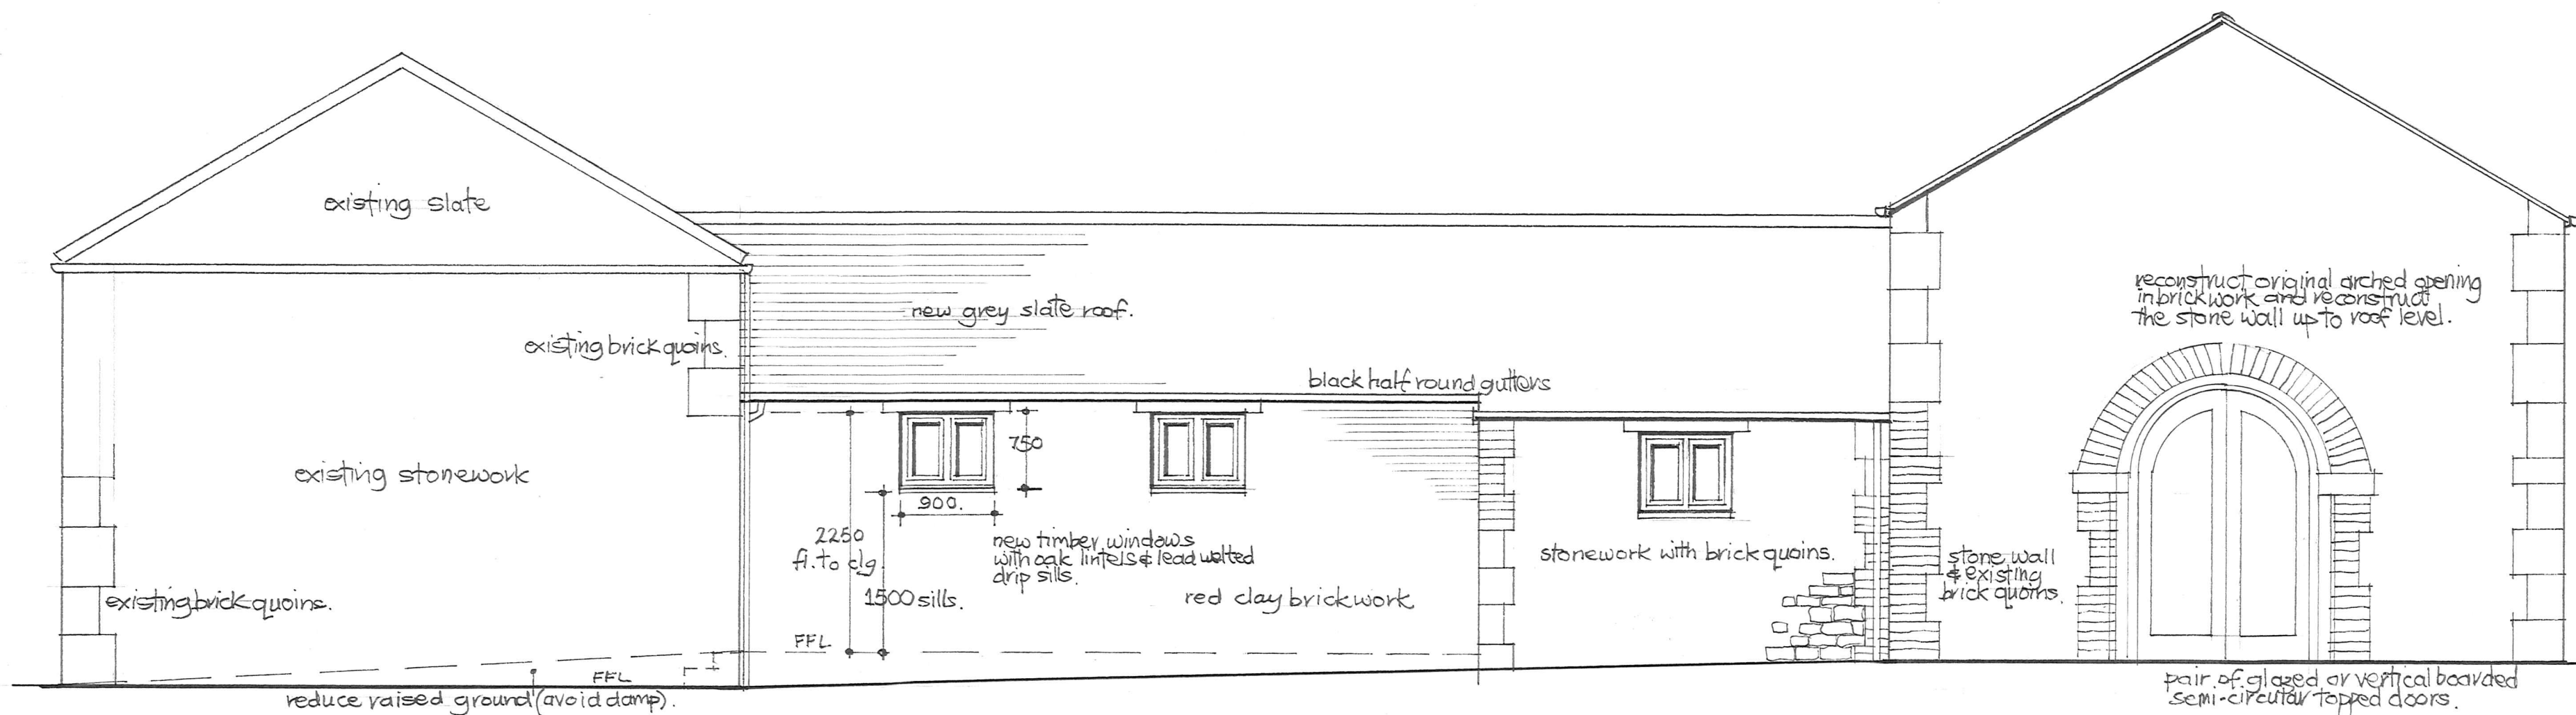 existing slate
existing brick quoins.
existing stonework
existing brick quoins.
FFL
reduce raised ground (avoid damp).
new grey slate roof.
black half round gutters
750
900.
2250
fl. to clg.
1500 sills.
FFL
new timber windows
with oak lintels & lead welted
drip sills.
red clay brickwork
stonework with brick quoins.
stone wall
& existing
brick quoins.
reconstruct original arched opening
in brickwork and reconstruct
the stone wall up to roof level.
pair of glazed or vertical boarded
semi-circular topped doors.